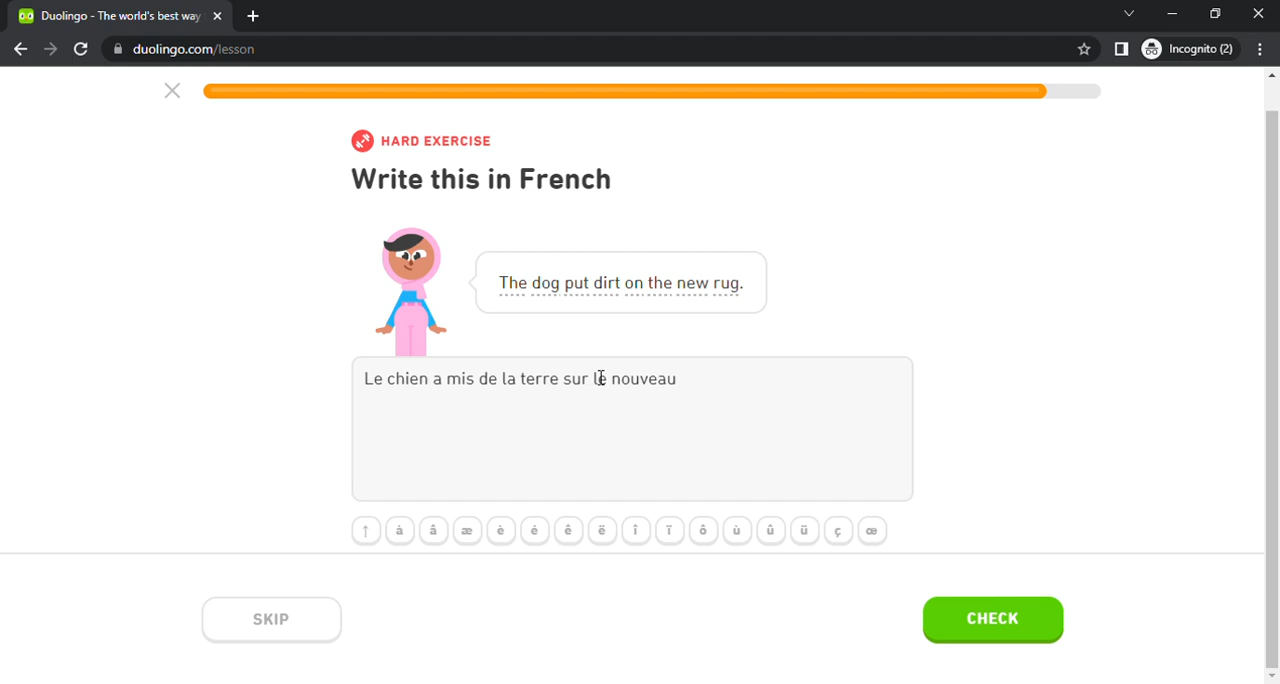 Duolingo - The world's best way
duolingo.com/lesson
Incognito (2)
HARD EXERCISE
Write this in French
The dog put dirt on the new rug.
Le chien a mis de la terre sur le nouveau
↑ à â æ è é ê ë î ï ô ù û ü ç œ
SKIP
CHECK